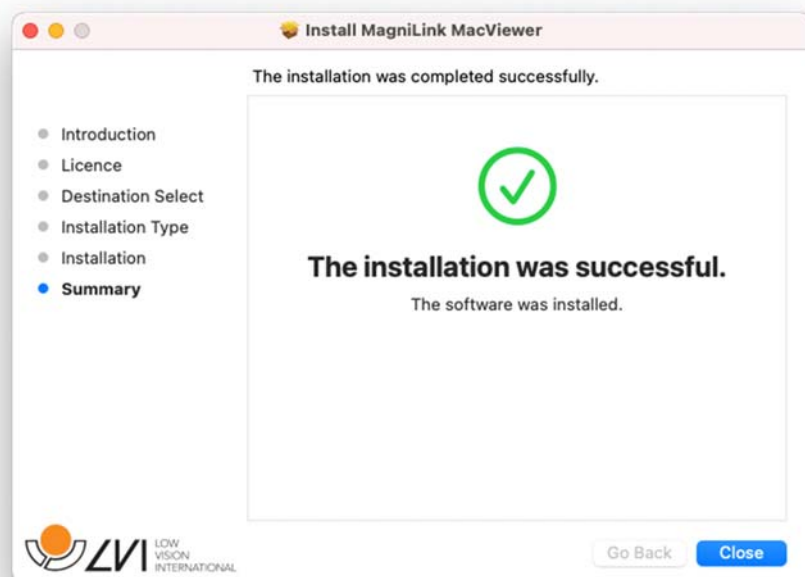 Install MagniLink MacViewer
The installation was completed successfully.
Introduction
Licence
Destination Select
Installation Type
Installation
Summary
The installation was successful.
The software was installed.
LVI
LOW
VISION
INTERNATIONAL
Go Back
Close